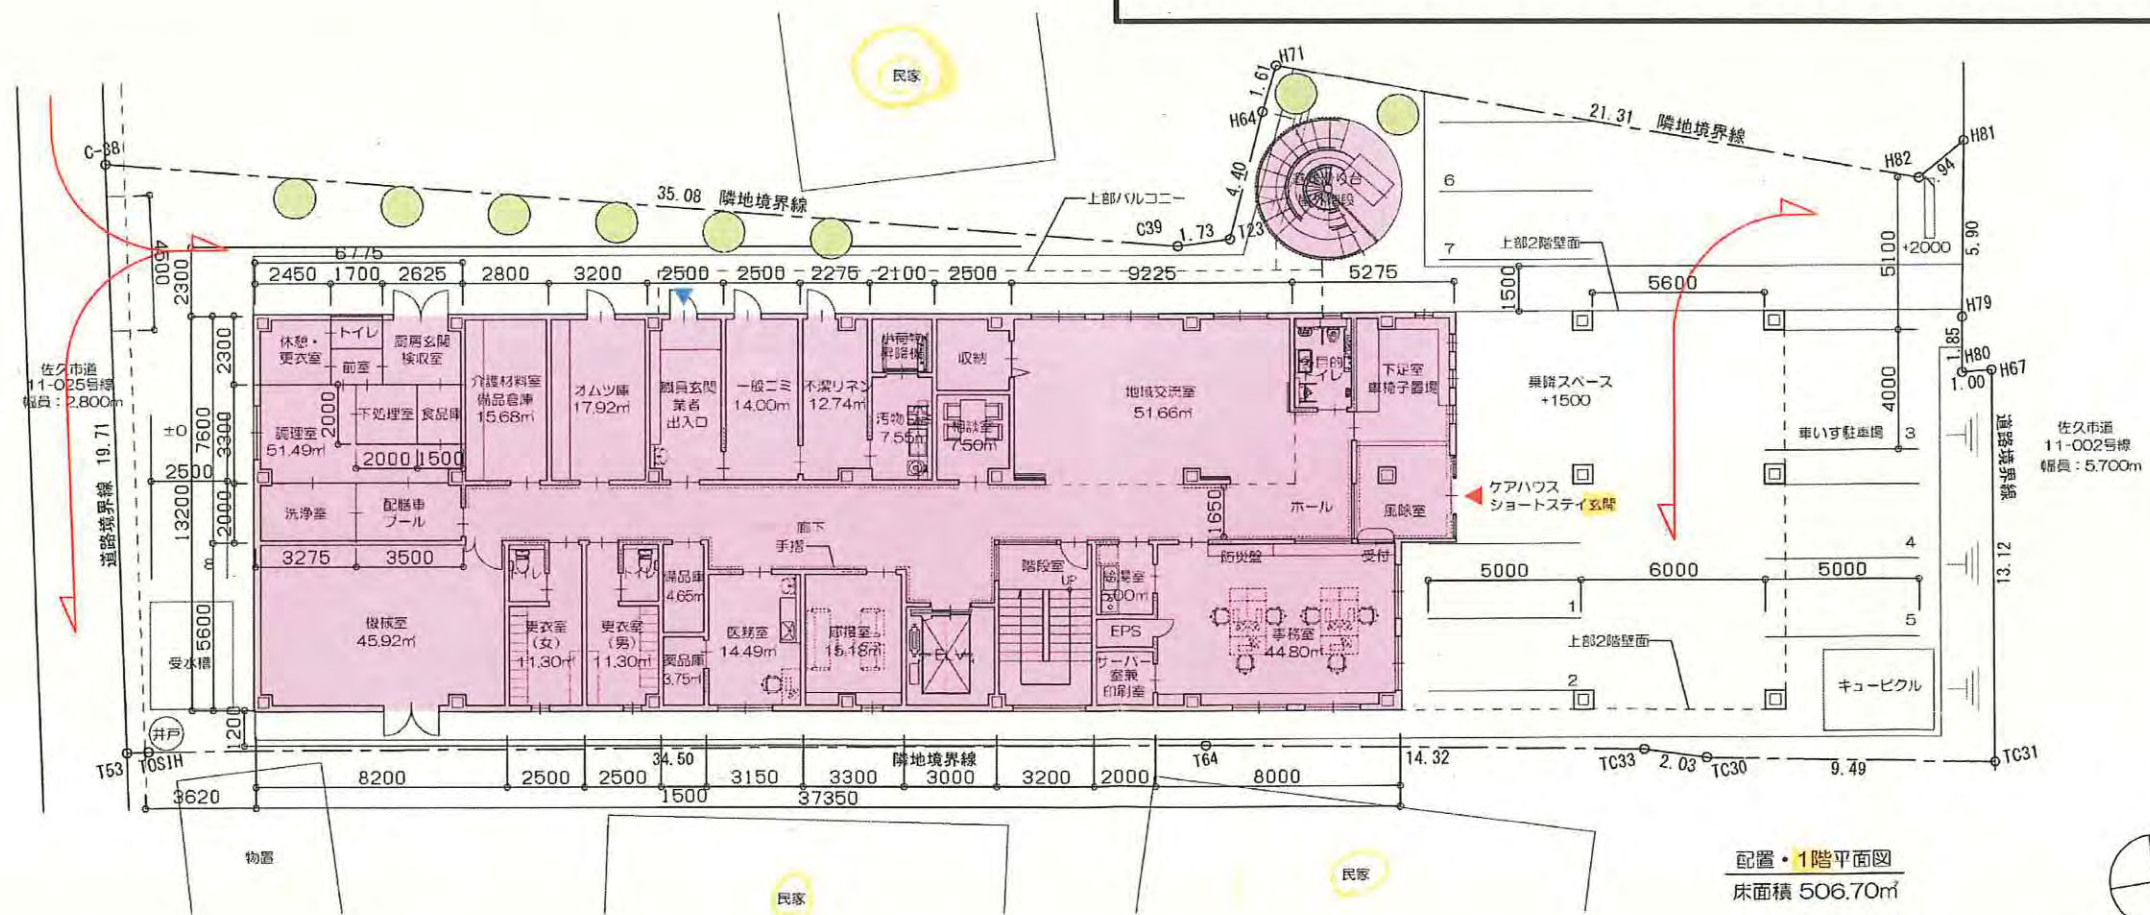 民家
H71
1.61
H64
21.31 隣地境界線
H81
H82
C-38
35.08 隣地境界線
4.40
上部バルコニー
C39
1.73
T23
6
7
上部2階壁面
+2000
5.90
5100
4500
2300
6775
2450
1700
2625
2800
3200
2500
2500
2275
2100
2500
9225
5275
1500
5600
H79
1.85
H80
H67
1.00
佐久市道
11-025号線
幅員：2,800m
道路境界線 19.71
±0
2500
13200
7600
2300
3300
2000
5600
1200
休憩・
更衣室
トイレ
前室
厨房玄関
検収室
2000
下処理室
食品庫
調理室
51.49㎡
2000
1500
洗浄室
配膳車
プール
3275
3500
介護材料室
備品倉庫
15.68㎡
オムツ庫
17.92㎡
職員玄関
業者
出入口
一般ゴミ
14.00㎡
不潔リネン
12.74㎡
小荷物
昇降機
7.55㎡
収納
相談室
7.50㎡
地域交流室
51.66㎡
多目的
トイレ
下足室
車椅子置場
乗降スペース
+1500
4000
車いす駐車場
3
道路境界線
13.12
佐久市道
11-002号線
幅員：5.700m
ケアハウス
ショートステイ玄関
1650
ホール
風除室
廊下
手摺
4
5000
6000
5000
1
2
5
上部2階壁面
キュービクル
機械室
45.92㎡
受水槽
井戸
トイレ
更衣室
（女）
11.30㎡
トイレ
更衣室
（男）
11.30㎡
備品庫
4.65㎡
薬品庫
3.75㎡
医務室
14.49㎡
応接室
15.18㎡
階段室
UP
給湯室
EPS
サーバー
室兼
印刷室
防災盤
受付
事務室
44.80㎡
T53
34.50
隣地境界線
T64
14.32
TC33
2.03
TC30
9.49
TC31
8200
2500
2500
1500
3150
3300
3000
3200
2000
8000
3620
37350
物置
民家
民家
配置・1階平面図
床面積 506.70㎡